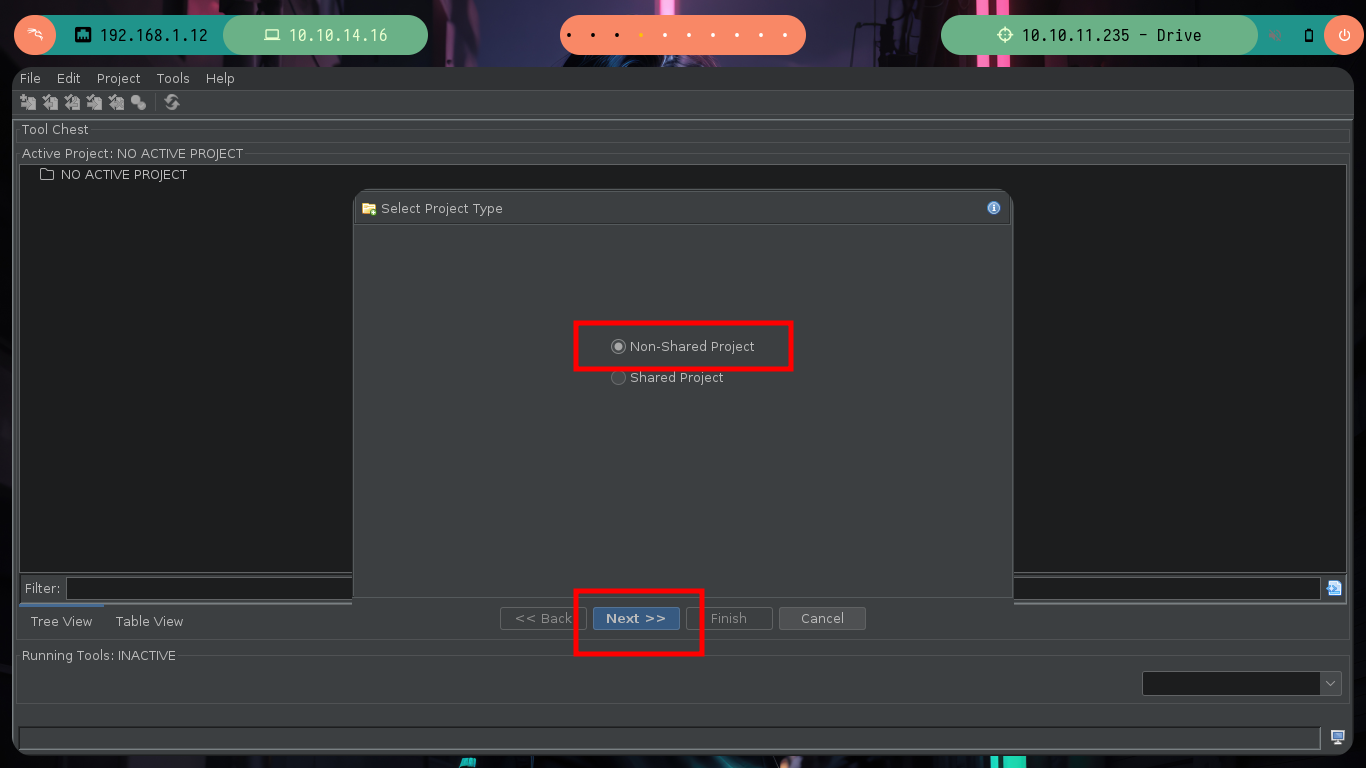 192.168.1.12
10.10.14.16
10.10.11.235 - Drive
File Edit Project Tools Help
Tool Chest
Active Project: NO ACTIVE PROJECT
NO ACTIVE PROJECT
Select Project Type
Non-Shared Project
Shared Project
Filter:
<< Back
Next >>
Finish
Cancel
Tree View Table View
Running Tools: INACTIVE